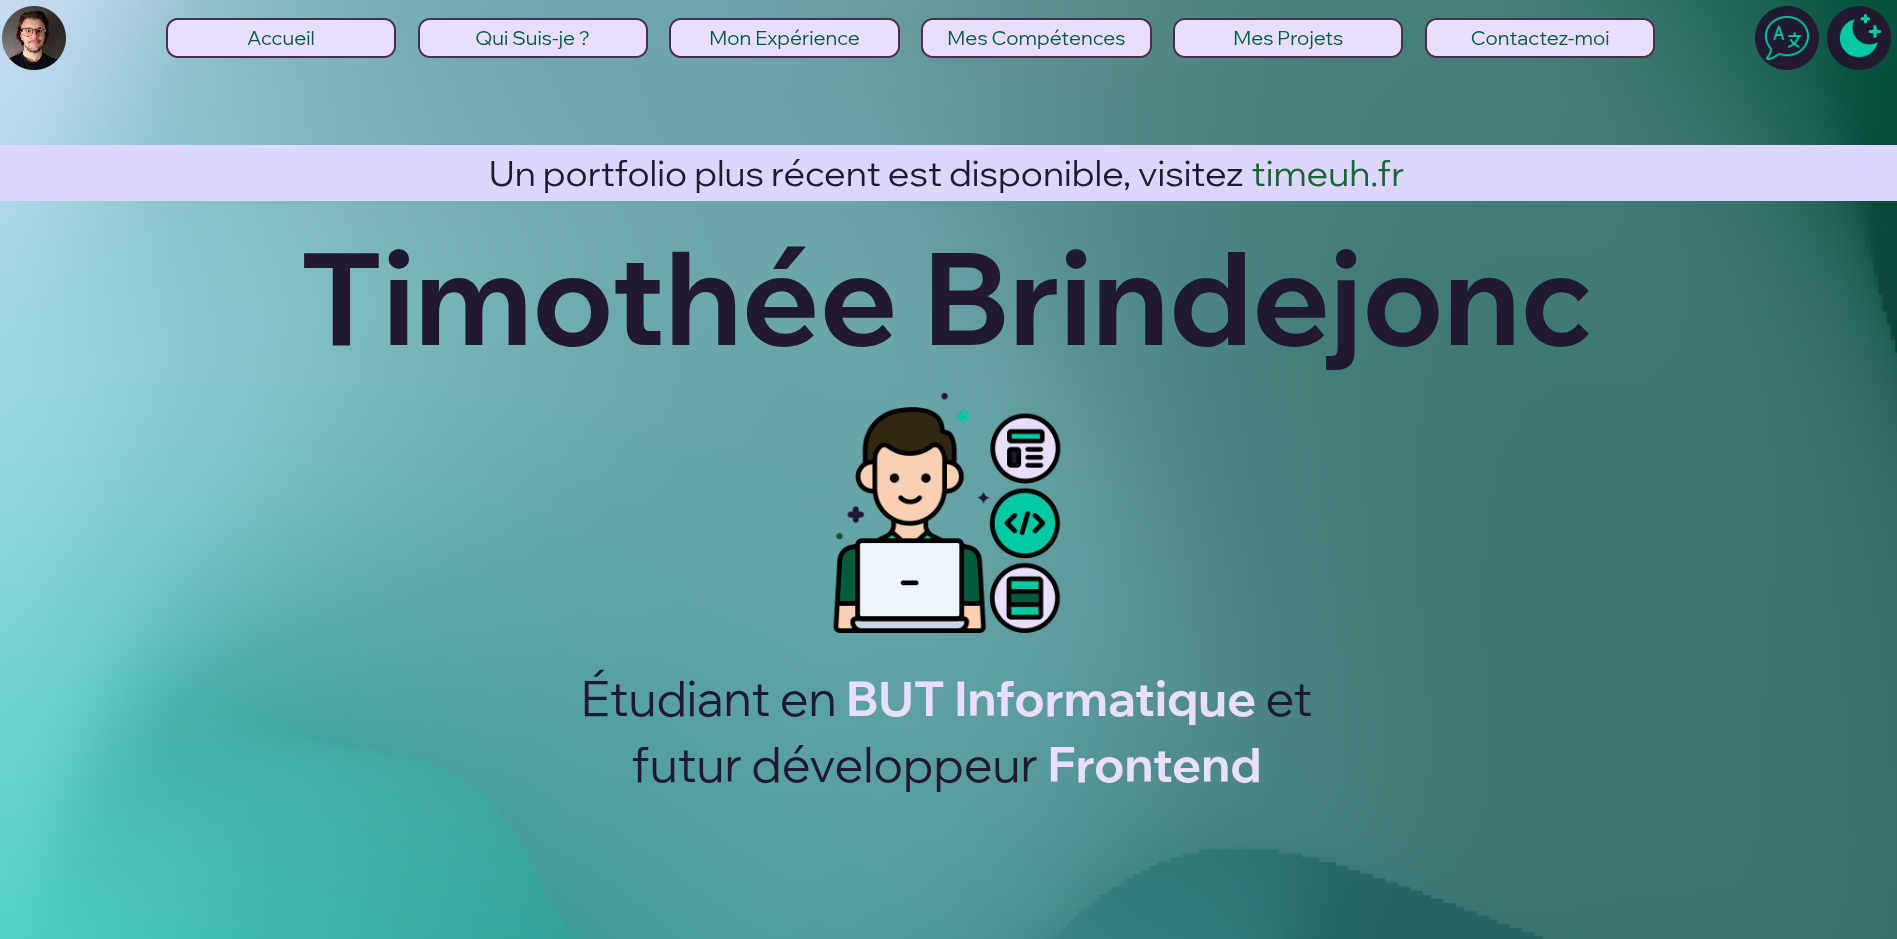 Accueil
Qui Suis-je ?
Mon Expérience
Mes Compétences
Mes Projets
Contactez-moi
Un portfolio plus récent est disponible, visitez timeuh.fr
Timothée Brindejonc
Étudiant en BUT Informatique et
futur développeur Frontend